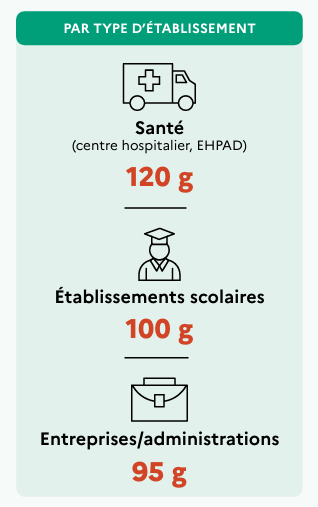 PAR TYPE D'ÉTABLISSEMENT
Santé
(centre hospitalier, EHPAD)
120 g
Établissements scolaires
100 g
Entreprises/administrations
95 g